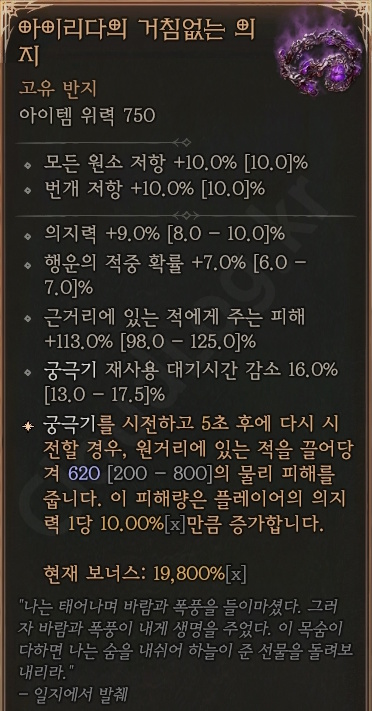 아이리다의 거침없는 의
지
고유 반지
아이템 위력 750
모든 원소 저항 +10.0% [10.0]%
번개 저항 +10.0% [10.0]%
의지력 +9.0% [8.0 – 10.0]%
행운의 적중 확률 +7.0% [6.0 –
7.0]%
근거리에 있는 적에게 주는 피해
+113.0% [98.0 – 125.0]%
궁극기 재사용 대기시간 감소 16.0%
[13.0 – 17.5]%
궁극기를 시전하고 5초 후에 다시 시
전할 경우, 원거리에 있는 적을 끌어당
겨 620 [200 – 800]의 물리 피해를
줍니다. 이 피해량은 플레이어의 의지
력 1당 10.00%[x]만큼 증가합니다.
현재 보너스: 19,800%[x]
"나는 태어나며 바람과 폭풍을 들이마셨다. 그러
자 바람과 폭풍이 내게 생명을 주었다. 이 목숨이
다하면 나는 숨을 내쉬어 하늘이 준 선물을 돌려보
내리라."
– 일지에서 발췌